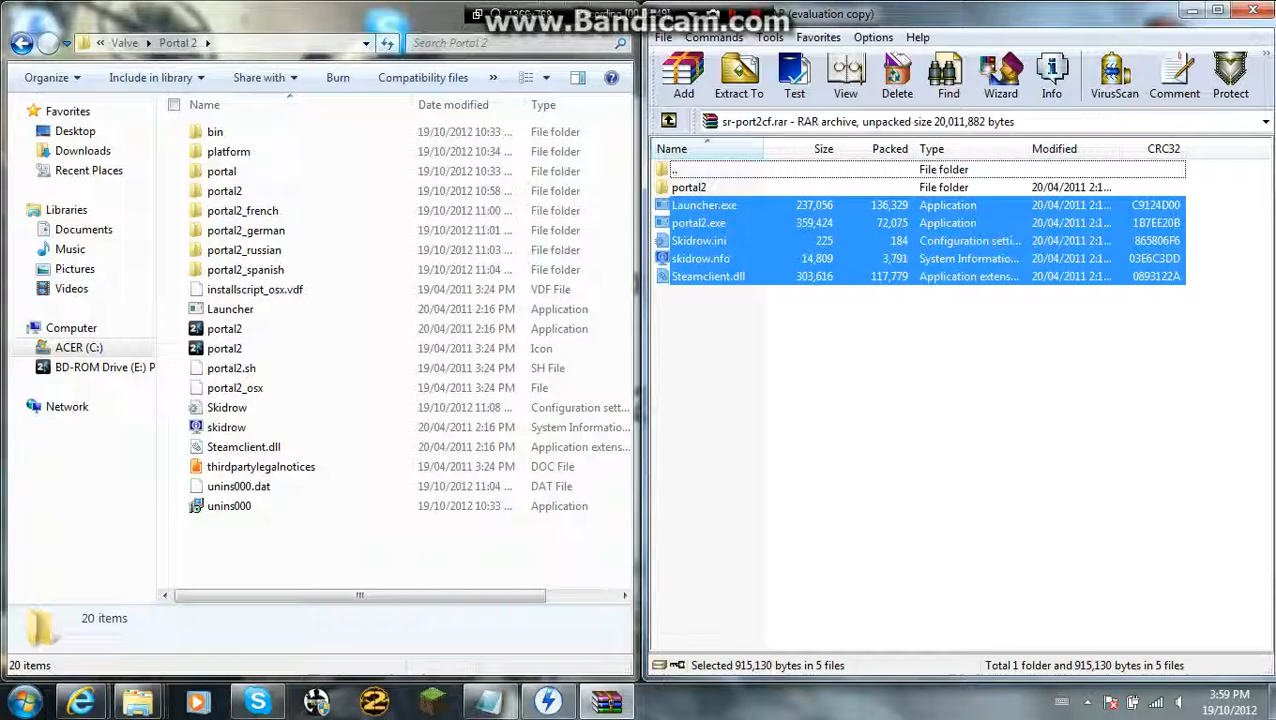 www.Bandicam.com
(evaluation copy)
Valve
Portal 2
Search Portal 2
File Commands Tools Favorites Options Help
Organize Include in library Share with Burn Compatibility files »
Add Extract To Test View Delete Find Wizard Info VirusScan Comment Protect
sr-port2cf.rar - RAR archive, unpacked size 20,011,882 bytes
Favorites
Desktop
Downloads
Recent Places
Libraries
Documents
Music
Pictures
Videos
Computer
ACER (C:)
BD-ROM Drive (E:) P
Network
Name Date modified Type
bin 19/10/2012 10:33 ... File folder
platform 19/10/2012 10:34 ... File folder
portal 19/10/2012 10:33 ... File folder
portal2 19/10/2012 10:58 ... File folder
portal2_french 19/10/2012 11:00 ... File folder
portal2_german 19/10/2012 11:01 ... File folder
portal2_russian 19/10/2012 11:03 ... File folder
portal2_spanish 19/10/2012 11:04 ... File folder
installscript_osx.vdf 19/04/2011 3:24 PM VDF File
Launcher 20/04/2011 2:16 PM Application
portal2 20/04/2011 2:16 PM Application
portal2 19/04/2011 3:24 PM Icon
portal2.sh 19/04/2011 3:24 PM SH File
portal2_osx 19/04/2011 3:24 PM File
Skidrow 19/10/2012 11:08 ... Configuration sett...
skidrow 20/04/2011 2:16 PM System Informatio...
Steamclient.dll 20/04/2011 2:16 PM Application exten...
thirdpartylegalnotices 19/04/2011 3:24 PM DOC File
unins000.dat 19/10/2012 11:04 ... DAT File
unins000 19/10/2012 10:33 ... Application
20 items
20 items
Name Size Packed Type Modified CRC32
.. File folder
portal2 File folder 20/04/2011 2:1...
Launcher.exe 237,056 136,329 Application 20/04/2011 2:1... C9124D00
portal2.exe 359,424 72,075 Application 20/04/2011 2:1... 1B7EE20B
Skidrow.ini 225 184 Configuration setti... 20/04/2011 2:1... 865806F6
skidrow.nfo 14,809 3,791 System Informatio... 20/04/2011 2:1... 03E6C3DD
Steamclient.dll 303,616 117,779 Application extens... 20/04/2011 2:1... 0893122A
Selected 915,130 bytes in 5 files
Total 1 folder and 915,130 bytes in 5 files
3:59 PM
19/10/2012